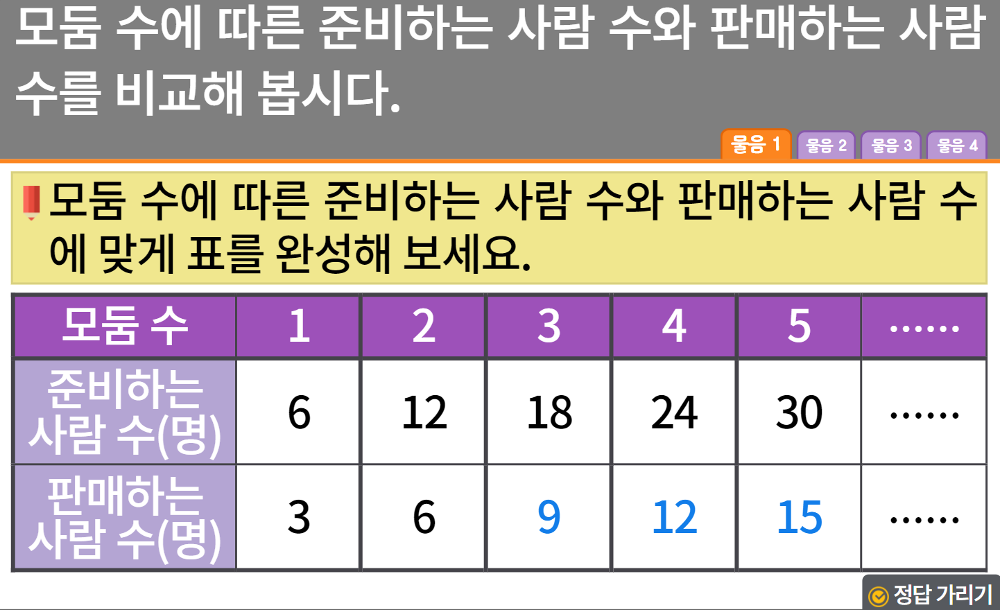 모둠 수에 따른 준비하는 사람 수와 판매하는 사람
수를 비교해 봅시다.
물음 1 물음 2 물음 3 물음 4
모둠 수에 따른 준비하는 사람 수와 판매하는 사람 수
에 맞게 표를 완성해 보세요.
모둠 수 1 2 3 4 5 ······
준비하는
사람 수(명) 6 12 18 24 30 ······
판매하는
사람 수(명) 3 6 9 12 15 ······
정답 가리기